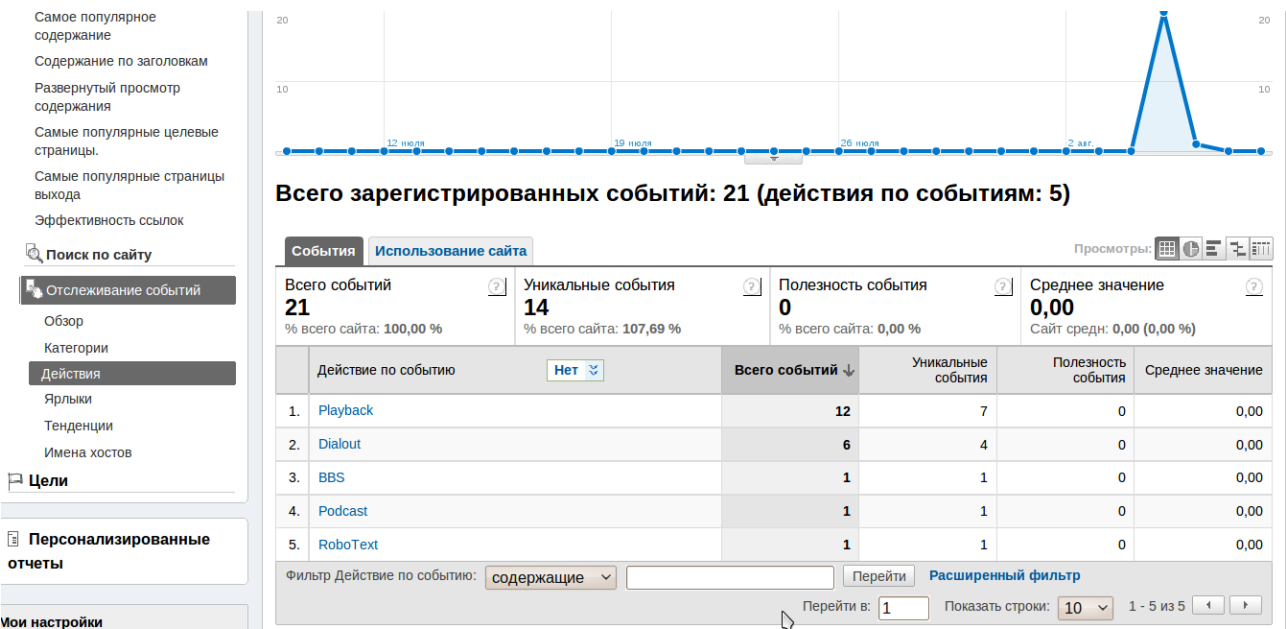 Самое популярное
содержание
Содержание по заголовкам
Развернутый просмотр
содержания
Самые популярные целевые
страницы.
Самые популярные страницы
выхода
Эффективность ссылок
Поиск по сайту
Отслеживание событий
Обзор
Категории
Действия
Ярлыки
Тенденции
Имена хостов
Цели
Персонализированные
отчеты
Мои настройки
20 20
10 10
12 июля 19 июля 26 июля 2 авг.
Всего зарегистрированных событий: 21 (действия по событиям: 5)
События Использование сайта Просмотры:
Всего событий ? Уникальные события ? Полезность события ? Среднее значение ?
21 14 0 0,00
% всего сайта: 100,00 % % всего сайта: 107,69 % % всего сайта: 0,00 % Сайт средн: 0,00 (0,00 %)
Действие по событию Нет Всего событий Уникальные события Полезность события Среднее значение
1. Playback 12 7 0 0,00
2. Dialout 6 4 0 0,00
3. BBS 1 1 0 0,00
4. Podcast 1 1 0 0,00
5. RoboText 1 1 0 0,00
Фильтр Действие по событию: содержащие Перейти Расширенный фильтр
Перейти в: 1 Показать строки: 10 1 - 5 из 5